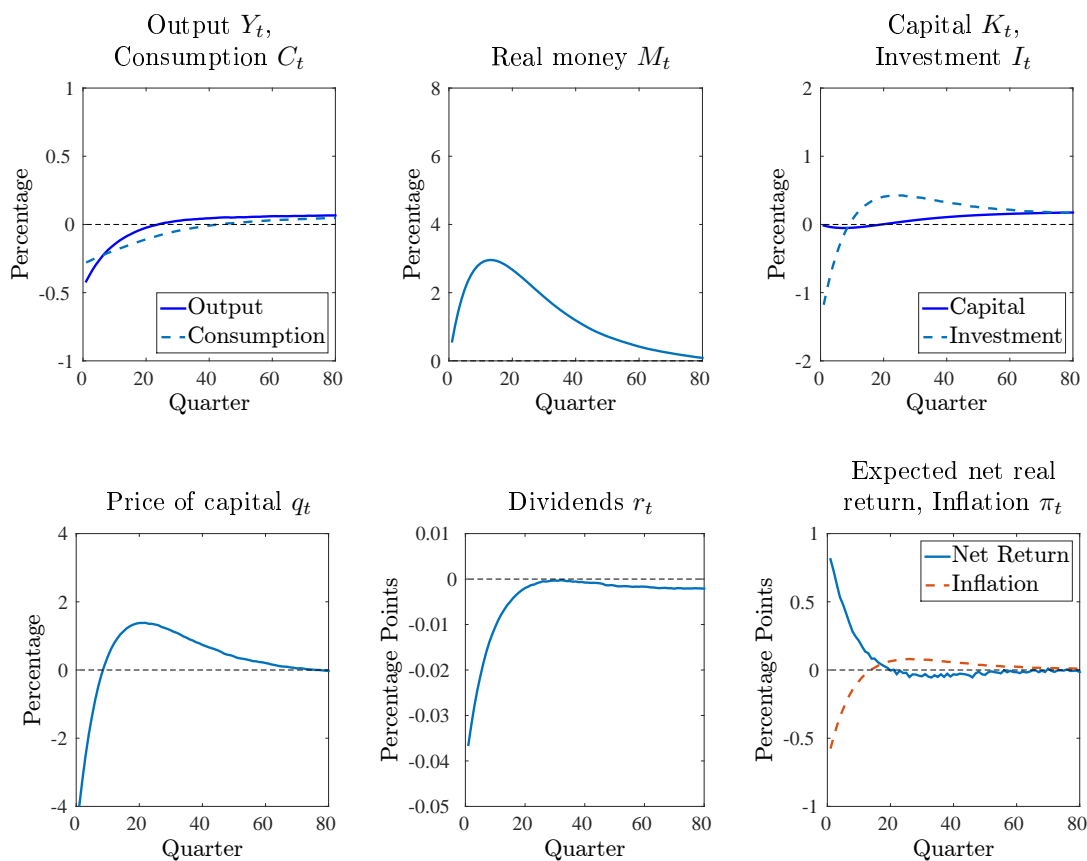 Output Y_t,
Consumption C_t
1
0.5
0
-0.5
-1
0 20 40 60 80
Percentage
Quarter
Output
Consumption
Real money M_t
8
6
4
2
0
0 20 40 60 80
Percentage
Quarter
Capital K_t,
Investment I_t
2
1
0
-1
-2
0 20 40 60 80
Percentage
Quarter
Capital
Investment
Price of capital q_t
4
2
0
-2
-4
0 20 40 60 80
Percentage
Quarter
Dividends r_t
0.01
0
-0.01
-0.02
-0.03
-0.04
-0.05
0 20 40 60 80
Percentage Points
Quarter
Expected net real
return, Inflation π_t
1
0.5
0
-0.5
-1
0 20 40 60 80
Percentage Points
Quarter
Net Return
Inflation